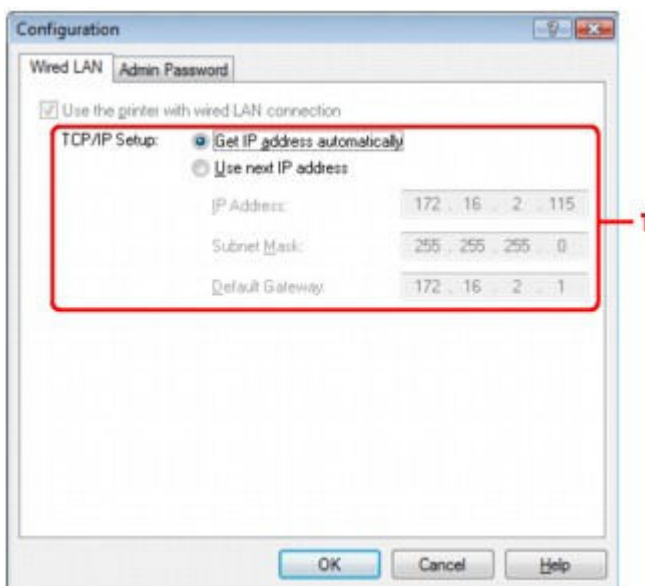 Configuration
Wired LAN Admin Password
Use the printer with wired LAN connection
TCP/IP Setup: Get IP address automatically
Use next IP address
IP Address: 172 . 16 . 2 . 115
Subnet Mask: 255 . 255 . 255 . 0
Default Gateway: 172 . 16 . 2 . 1
1
OK Cancel Help